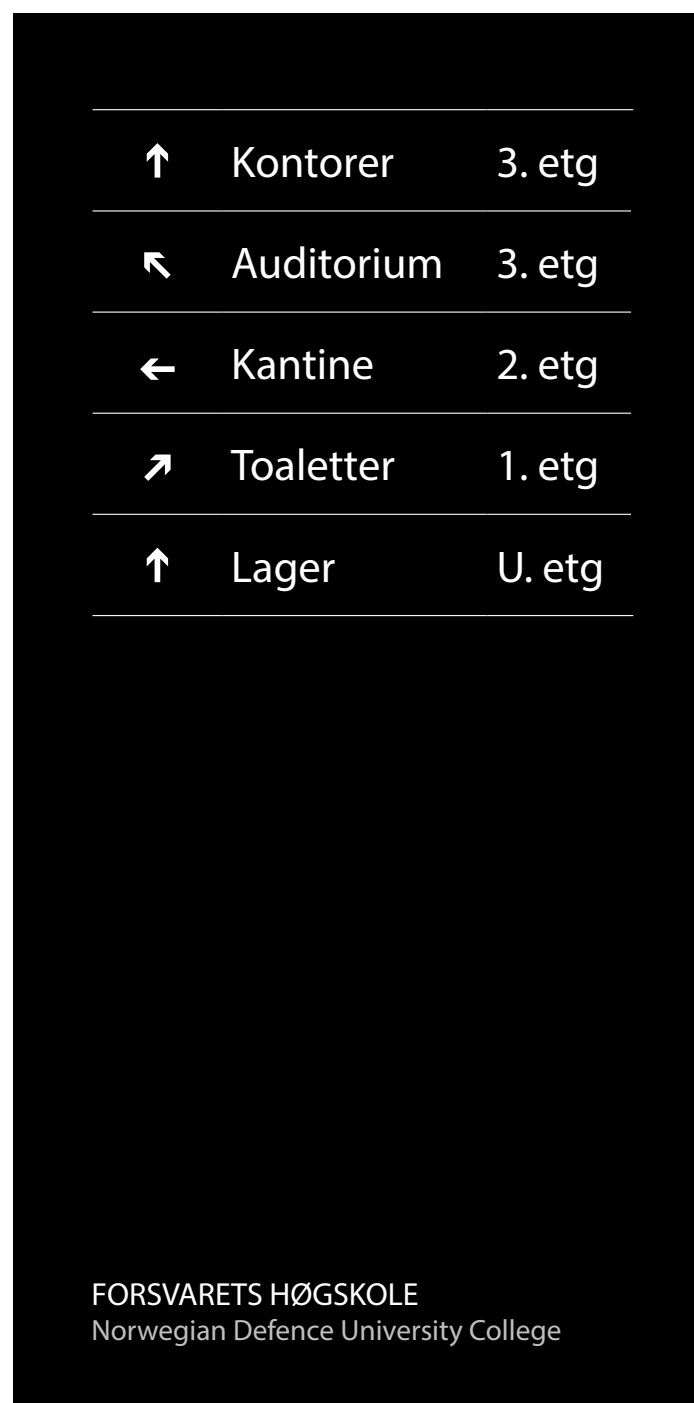 ↑ Kontorer 3. etg
↖ Auditorium 3. etg
← Kantine 2. etg
↗ Toaletter 1. etg
↑ Lager U. etg
FORSVARETS HØGSKOLE
Norwegian Defence University College